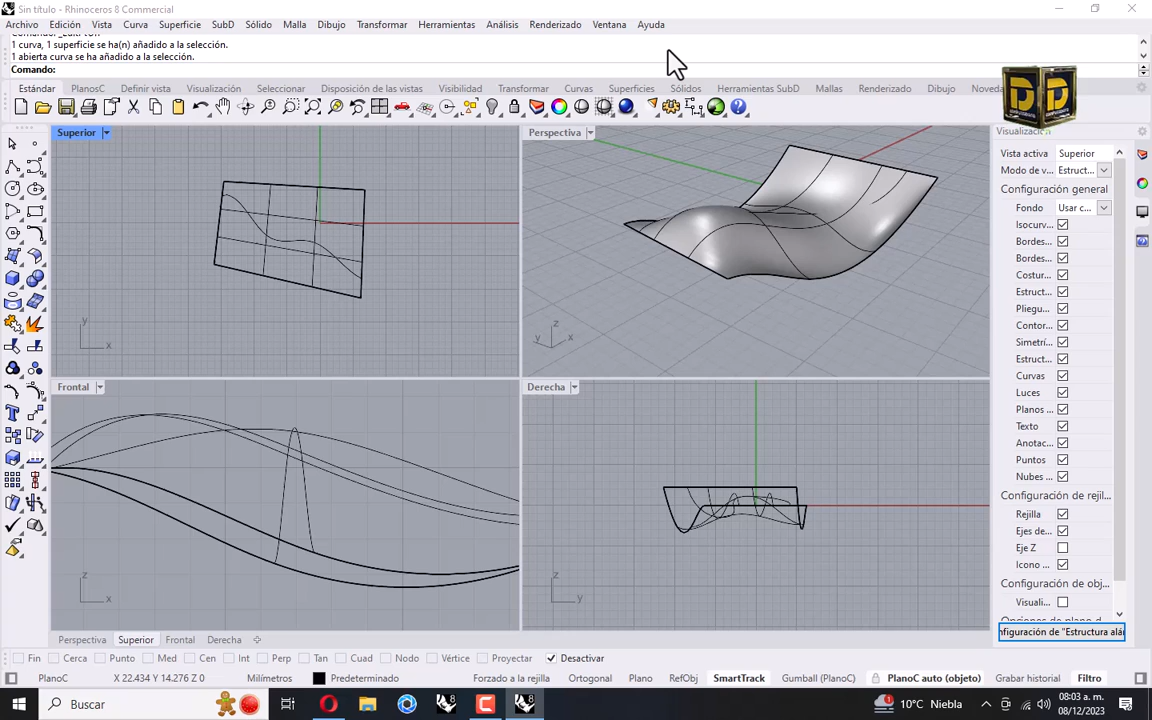 Sin título - Rhinoceros 8 Commercial
Archivo Edición Vista Curva Superficie SubD Sólido Malla Dibujo Transformar Herramientas Análisis Renderizado Ventana Ayuda
1 curva, 1 superficie se ha(n) añadido a la selección.
1 abierta curva se ha añadido a la selección.
Comando:
Estándar PlanosC Definir vista Visualización Seleccionar Disposición de las vistas Visibilidad Transformar Curvas Superficies Sólidos Herramientas SubD Mallas Renderizado Dibujo Noveda
Superior
Perspectiva
Frontal
Derecha
y
x
z
y
x
z
x
z
y
Visualización
Vista activa Superior
Modo de v... Estruct...
Configuración general
Fondo Usar c...
Isocurv...
Bordes...
Bordes...
Costur...
Estruct...
Pliegu...
Contor...
Simetrí...
Estruct...
Curvas
Luces
Planos ...
Texto
Anotac...
Puntos
Nubes ...
Configuración de rejil...
Rejilla
Ejes de...
Eje Z
Icono ...
Configuración de obj...
Visuali...
nfiguración de "Estructura alár
Perspectiva Superior Frontal Derecha
Fin Cerca Punto Med Cen Int Perp Tan Cuad Nodo Vértice Proyectar Desactivar
PlanoC X 22.434 Y 14.276 Z 0 Milímetros Predeterminado Forzado a la rejilla Ortogonal Plano RefObj SmartTrack Gumball (PlanoC) PlanoC auto (objeto) Grabar historial Filtro
Buscar
10°C Niebla
08:03 a. m.
08/12/2023